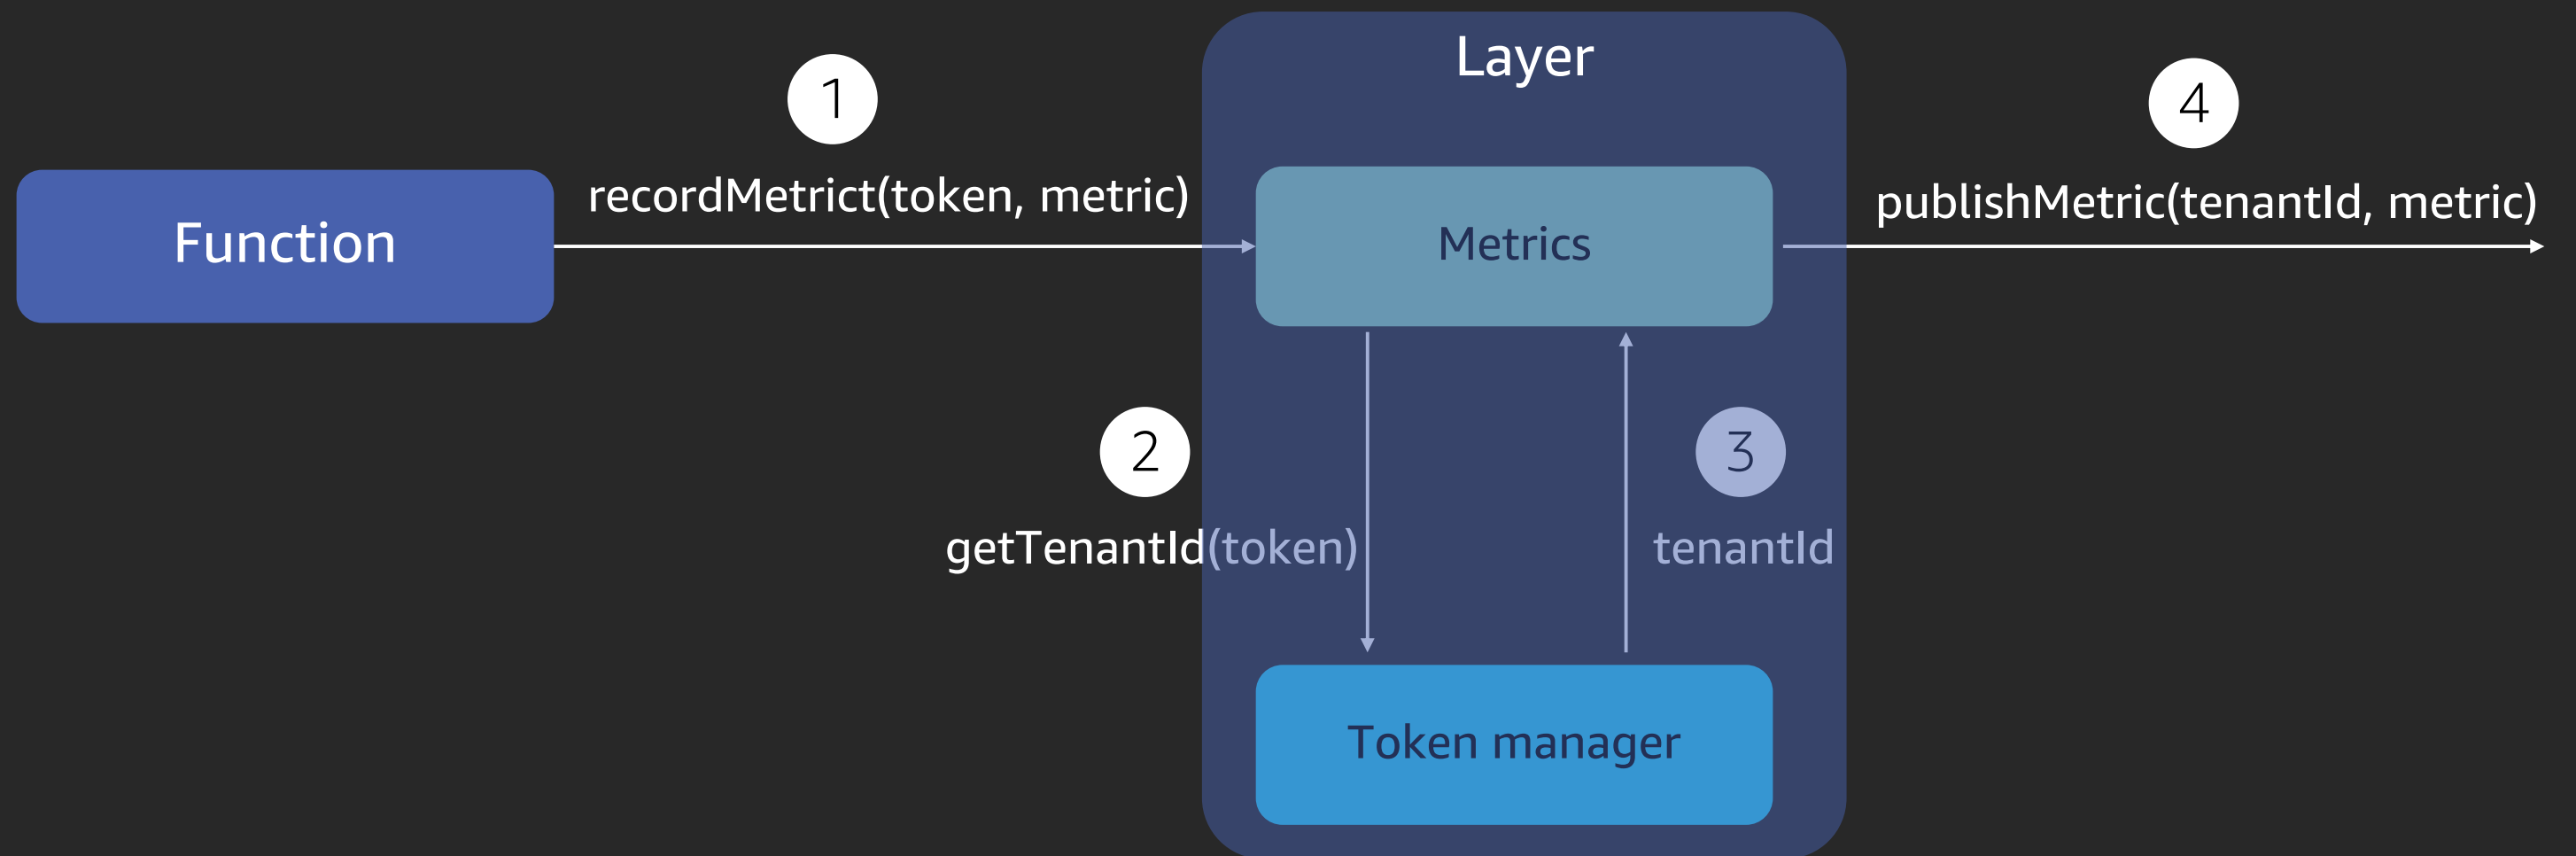 Layer
1
4
recordMetrict(token, metric)
publishMetric(tenantId, metric)
Function
Metrics
2
3
getTenantId(token)
tenantId
Token manager